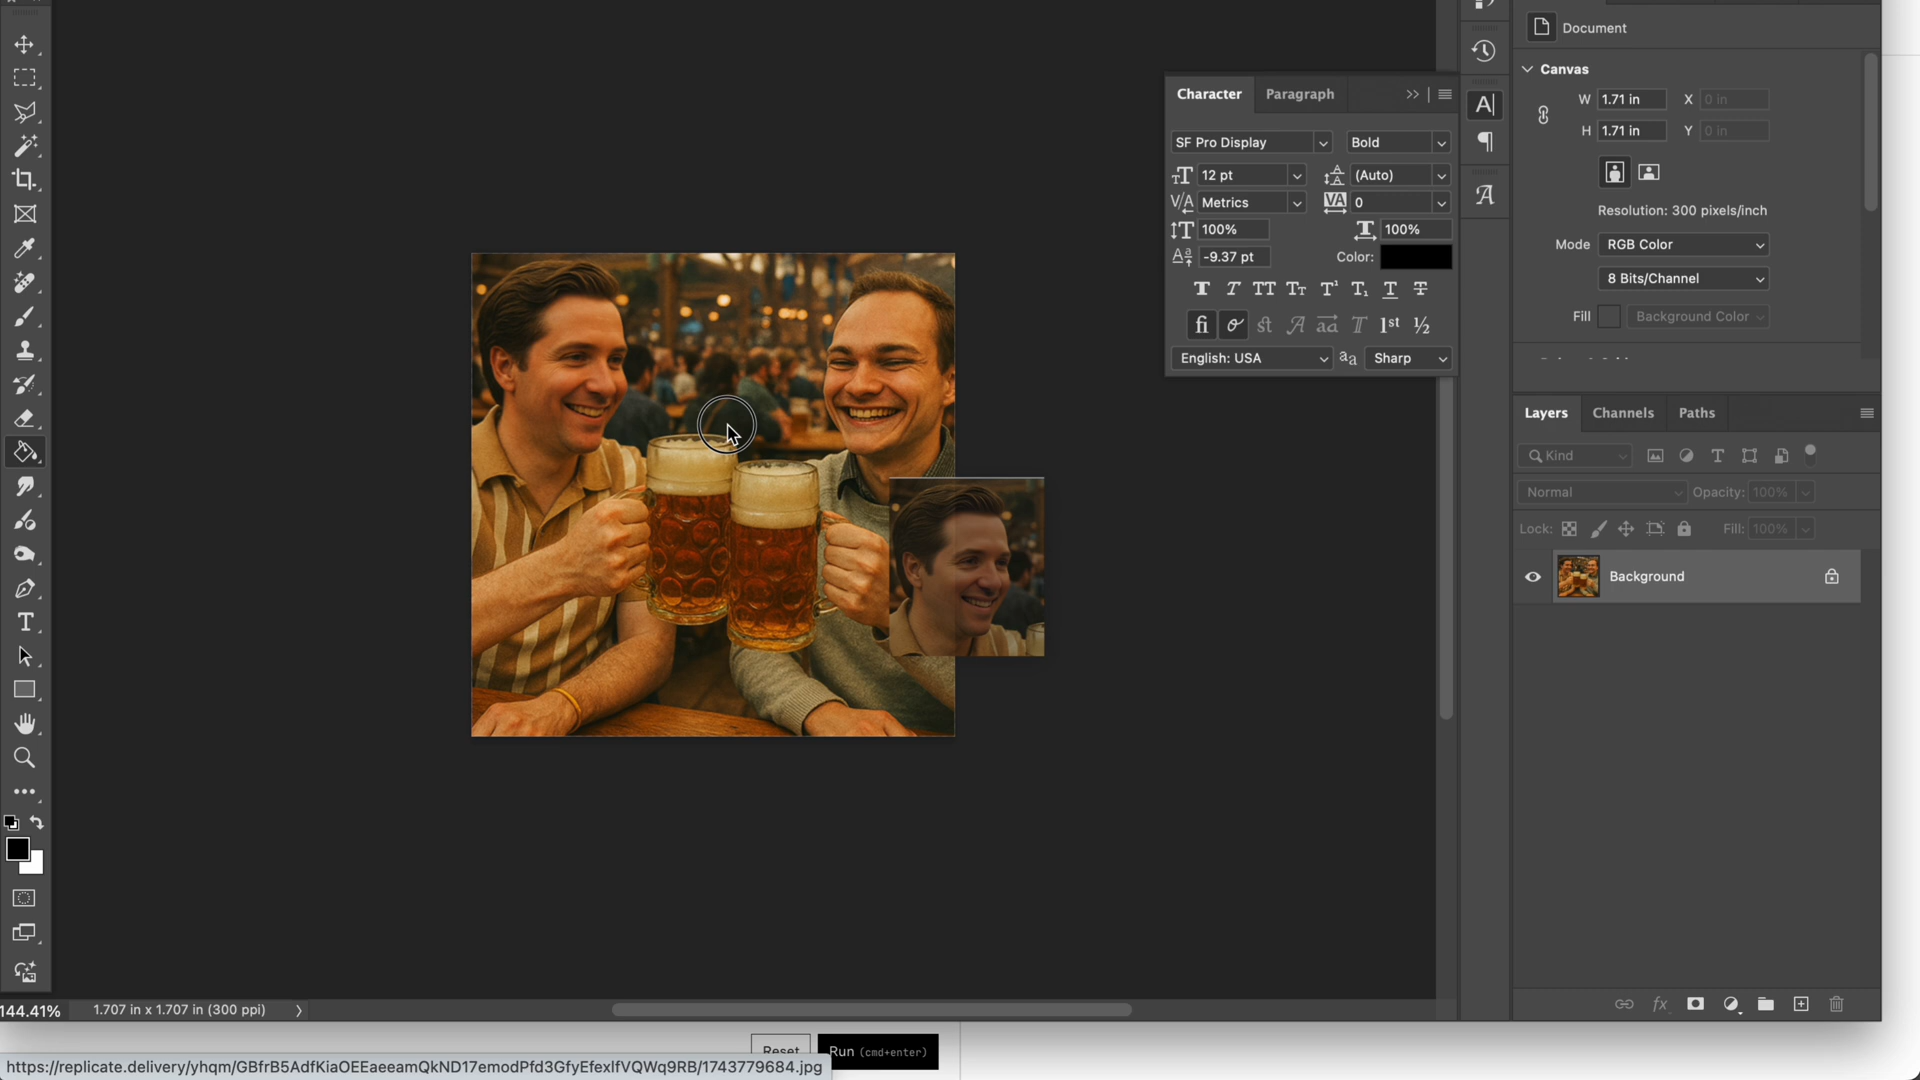 Document
Canvas
W 1.71 in X 0 in
H 1.71 in Y 0 in
Resolution: 300 pixels/inch
Mode RGB Color
8 Bits/Channel
Fill Background Color
Character Paragraph
SF Pro Display Bold
12 pt (Auto)
Metrics 0
100% 100%
-9.37 pt Color:
English: USA Sharp
Layers Channels Paths
Kind
Normal Opacity: 100%
Lock: Fill: 100%
Background
144.41% 1.707 in x 1.707 in (300 ppi)
Reset Run (cmd+enter)
https://replicate.delivery/yhqm/GBfrB5AdfKiaOEEaeeamQkND17emodPfd3GfyEfexlfVQWq9RB/1743779684.jpg